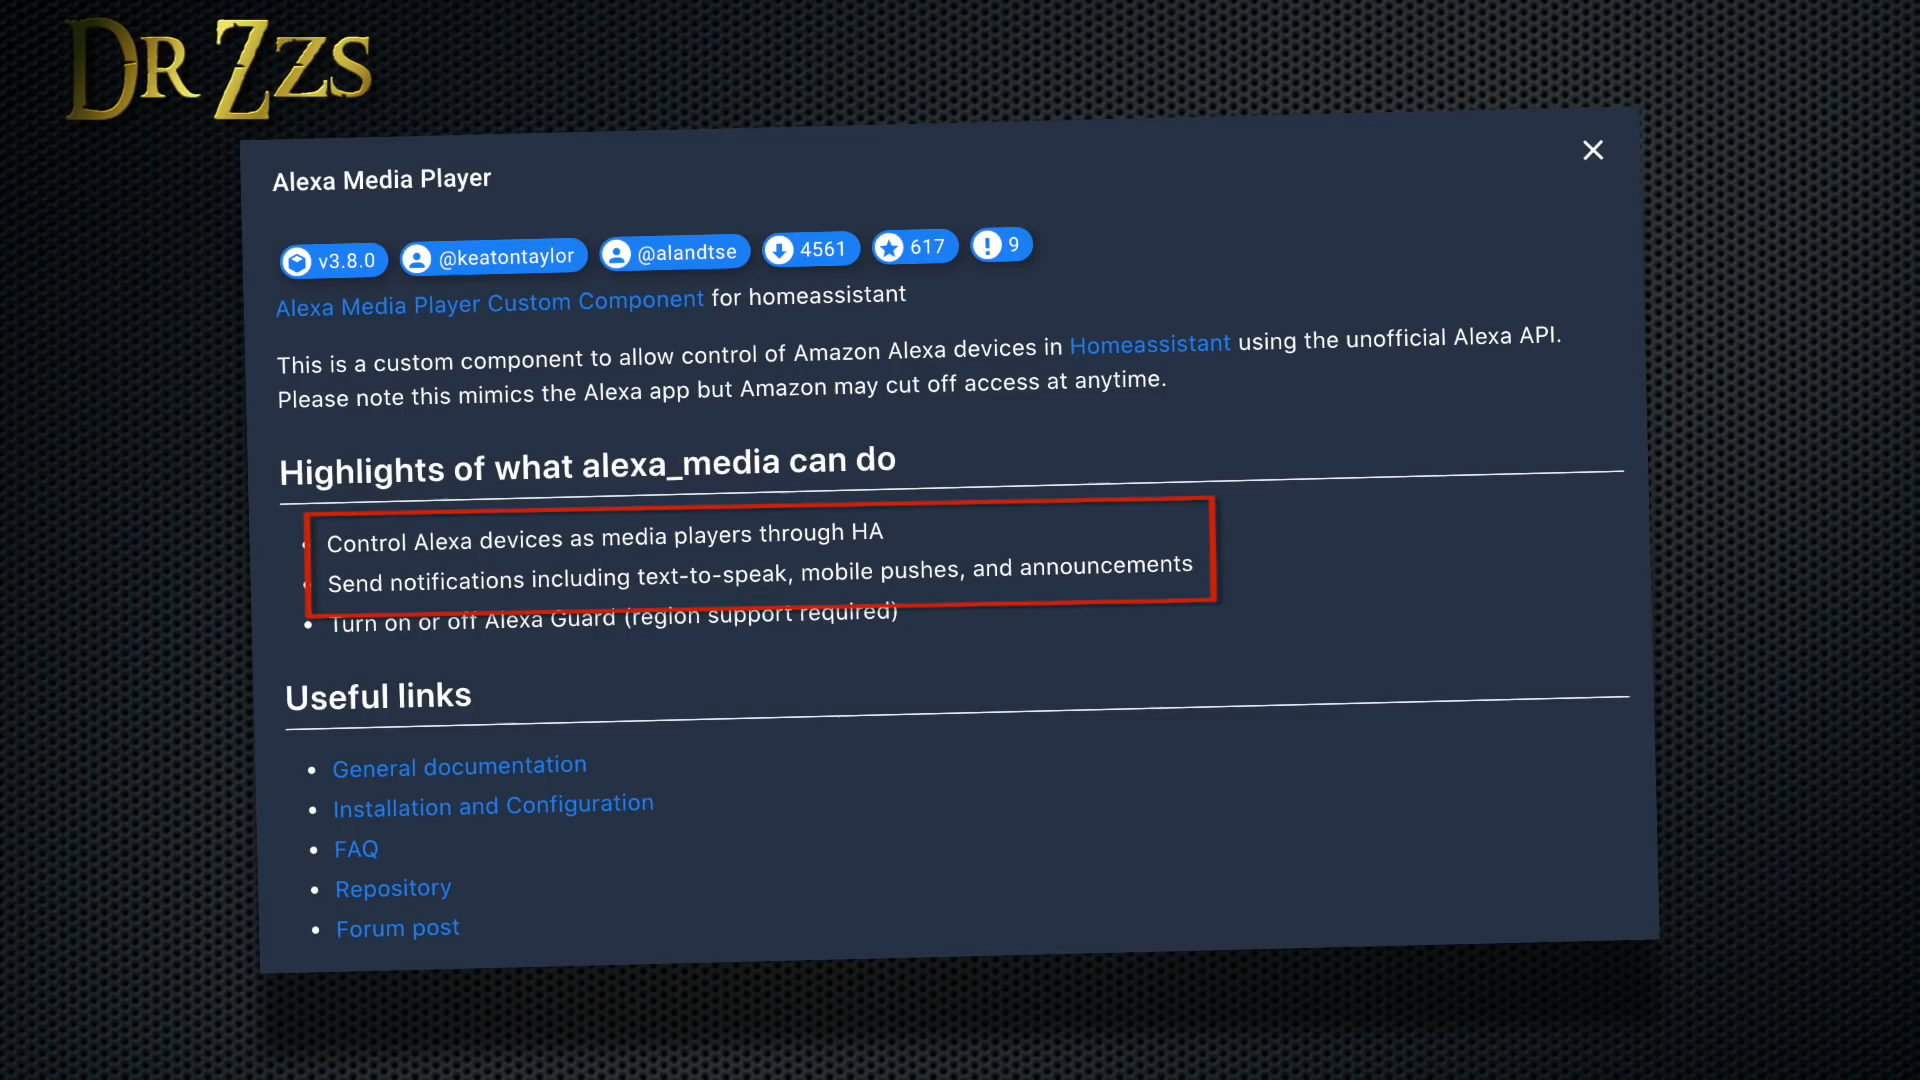 DR ZZS
Alexa Media Player
v3.8.0 @keatontaylor @alandtse 4561 617 9
Alexa Media Player Custom Component for homeassistant
This is a custom component to allow control of Amazon Alexa devices in Homeassistant using the unofficial Alexa API.
Please note this mimics the Alexa app but Amazon may cut off access at anytime.
Highlights of what alexa_media can do
• Control Alexa devices as media players through HA
• Send notifications including text-to-speak, mobile pushes, and announcements
• Turn on or off Alexa Guard (region support required)
Useful links
• General documentation
• Installation and Configuration
• FAQ
• Repository
• Forum post